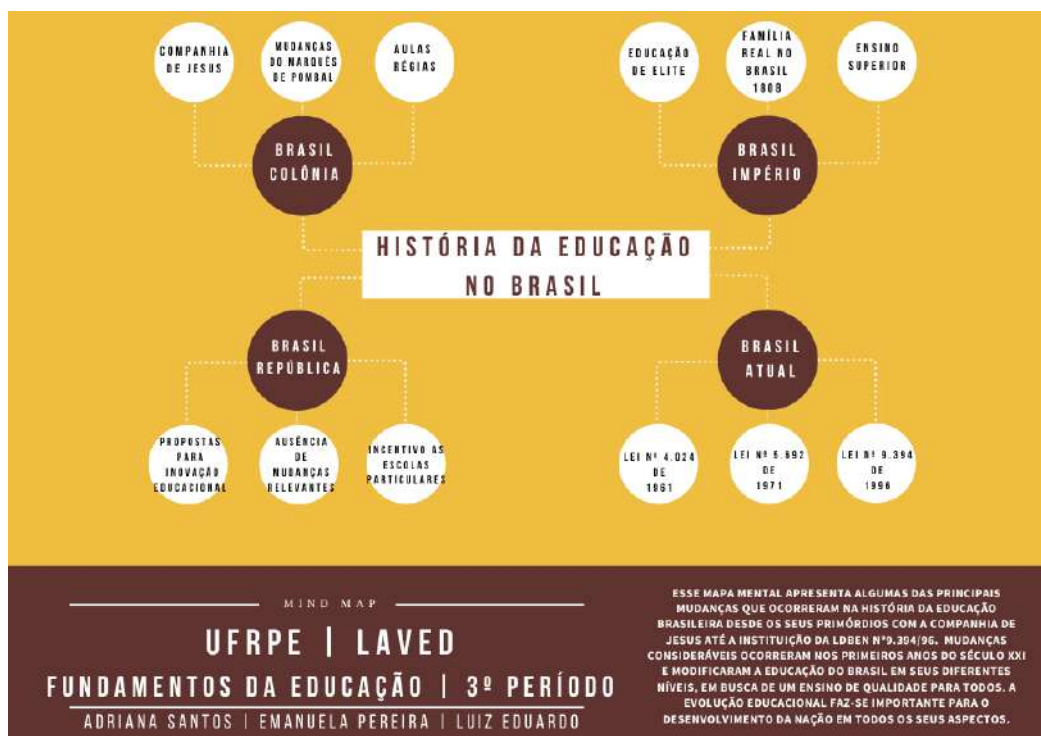 COMPANHIA
DE JESUS
MUDANÇAS
DO MARQUÊS
DE POMBAL
AULAS
RÉGIAS
BRASIL
COLÔNIA
EDUCAÇÃO
DE ELITE
FAMÍLIA
REAL NO
BRASIL
1808
ENSINO
SUPERIOR
BRASIL
IMPÉRIO
HISTÓRIA DA EDUCAÇÃO
NO BRASIL
BRASIL
REPÚBLICA
PROPOSTAS
PARA
INOVAÇÃO
EDUCACIONAL
AUSÊNCIA
DE
MUDANÇAS
RELEVANTES
INCENTIVO AS
ESCOLAS
PARTICULARES
BRASIL
ATUAL
LEI Nº 4.024
DE
1961
LEI Nº 5.692
DE
1971
LEI Nº 9.394
DE
1996
MIND MAP
UFRPE | LAVED
FUNDAMENTOS DA EDUCAÇÃO | 3º PERÍODO
ADRIANA SANTOS | EMANUELA PEREIRA | LUIZ EDUARDO
ESSE MAPA MENTAL APRESENTA ALGUMAS DAS PRINCIPAIS
MUDANÇAS QUE OCORRERAM NA HISTÓRIA DA EDUCAÇÃO
BRASILEIRA DESDE OS SEUS PRIMÓRDIOS COM A COMPANHIA DE
JESUS ATÉ A INSTITUIÇÃO DA LDBEN Nº9.394/96. MUDANÇAS
CONSIDERÁVEIS OCORRERAM NOS PRIMEIROS ANOS DO SÉCULO XXI
E MODIFICARAM A EDUCAÇÃO DO BRASIL EM SEUS DIFERENTES
NÍVEIS, EM BUSCA DE UM ENSINO DE QUALIDADE PARA TODOS. A
EVOLUÇÃO EDUCACIONAL FAZ-SE IMPORTANTE PARA O
DESENVOLVIMENTO DA NAÇÃO EM TODOS OS SEUS ASPECTOS.